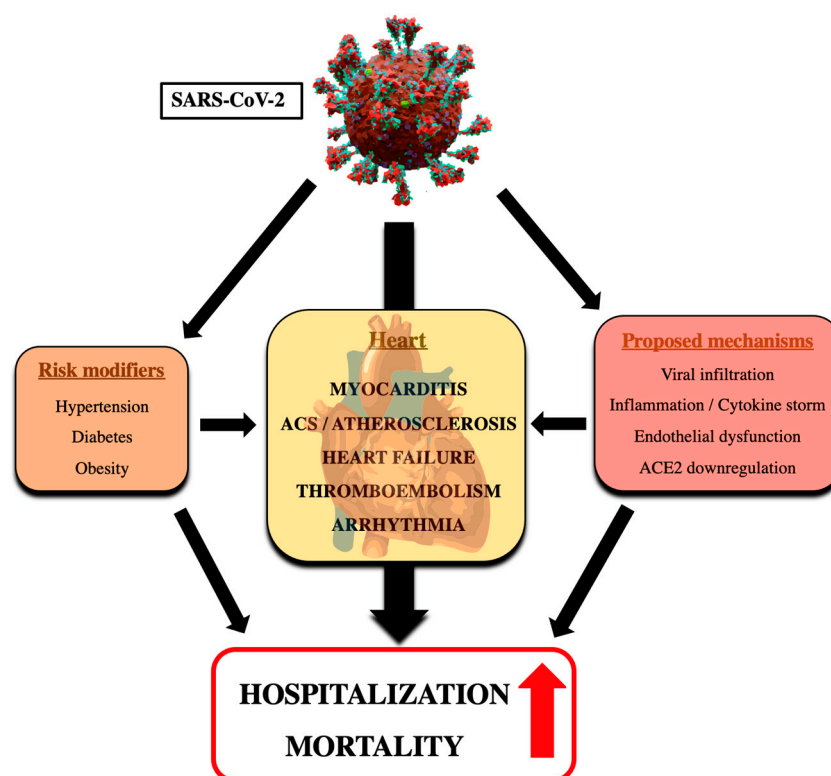 SARS-CoV-2
Risk modifiers
Hypertension
Diabetes
Obesity
Heart
MYOCARDITIS
ACS / ATHEROSCLEROSIS
HEART FAILURE
THROMBOEMBOLISM
ARRHYTHMIA
Proposed mechanisms
Viral infiltration
Inflammation / Cytokine storm
Endothelial dysfunction
ACE2 downregulation
HOSPITALIZATION
MORTALITY